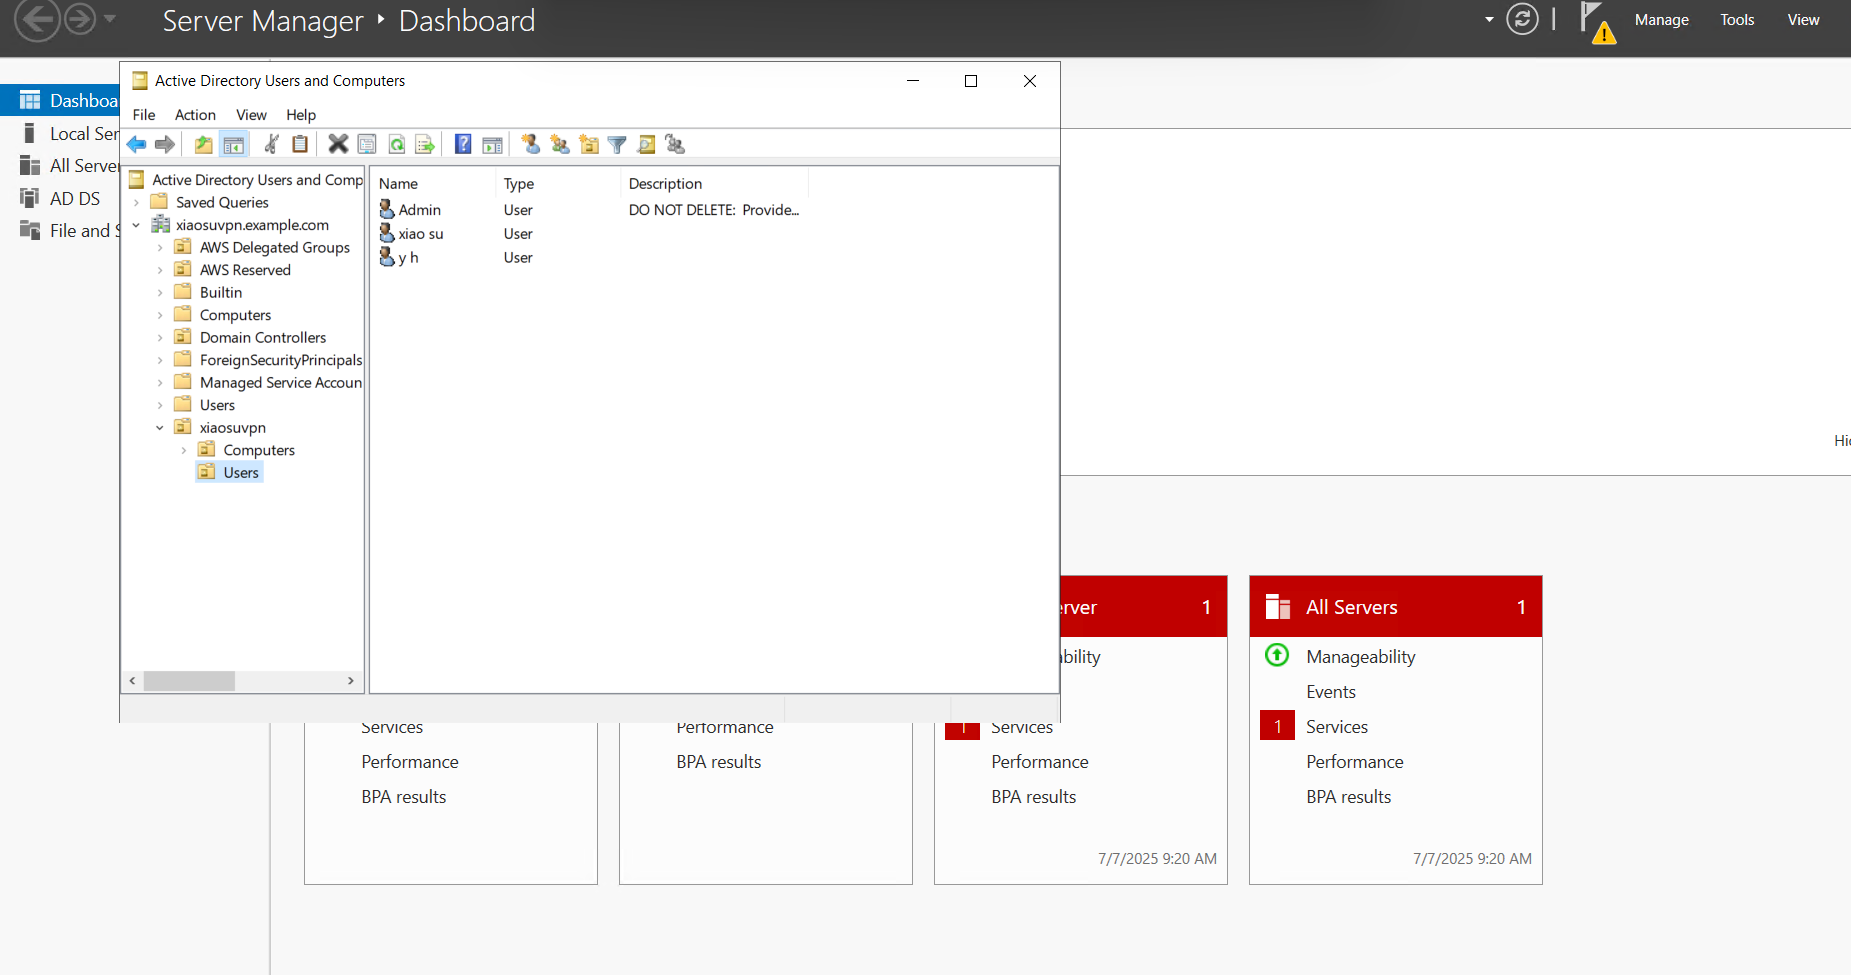 Server Manager ‣ Dashboard
Manage Tools View
Active Directory Users and Computers
File Action View Help
Dashboa
Local Ser
All Server
AD DS
File and S
Active Directory Users and Comp
Saved Queries
xiaosuvpn.example.com
AWS Delegated Groups
AWS Reserved
Builtin
Computers
Domain Controllers
ForeignSecurityPrincipals
Managed Service Accoun
Users
xiaosuvpn
Computers
Users
Name Type Description
Admin User DO NOT DELETE: Provide...
xiao su User
y h User
Hid
Services
Performance
BPA results
Performance
BPA results
erver 1
bility
1 Services
Performance
BPA results
7/7/2025 9:20 AM
All Servers 1
Manageability
Events
1 Services
Performance
BPA results
7/7/2025 9:20 AM